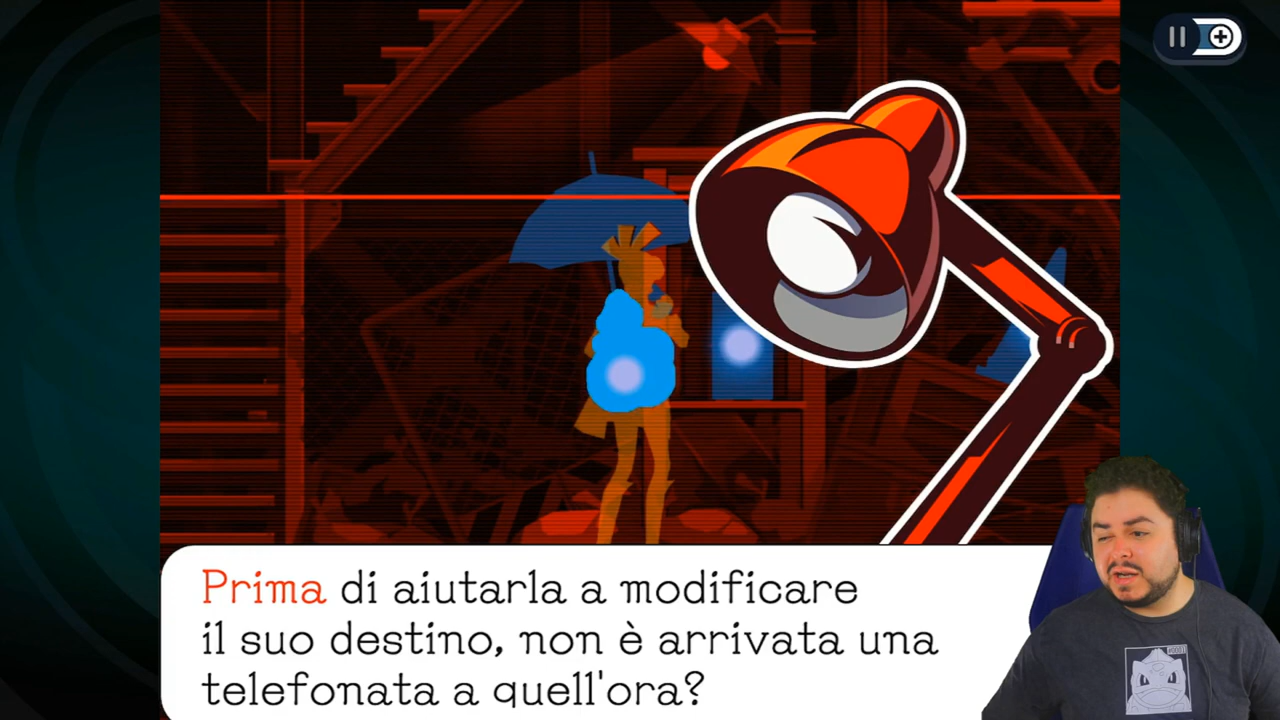 Prima di aiutarla a modificare
il suo destino, non è arrivata una
telefonata a quell'ora?